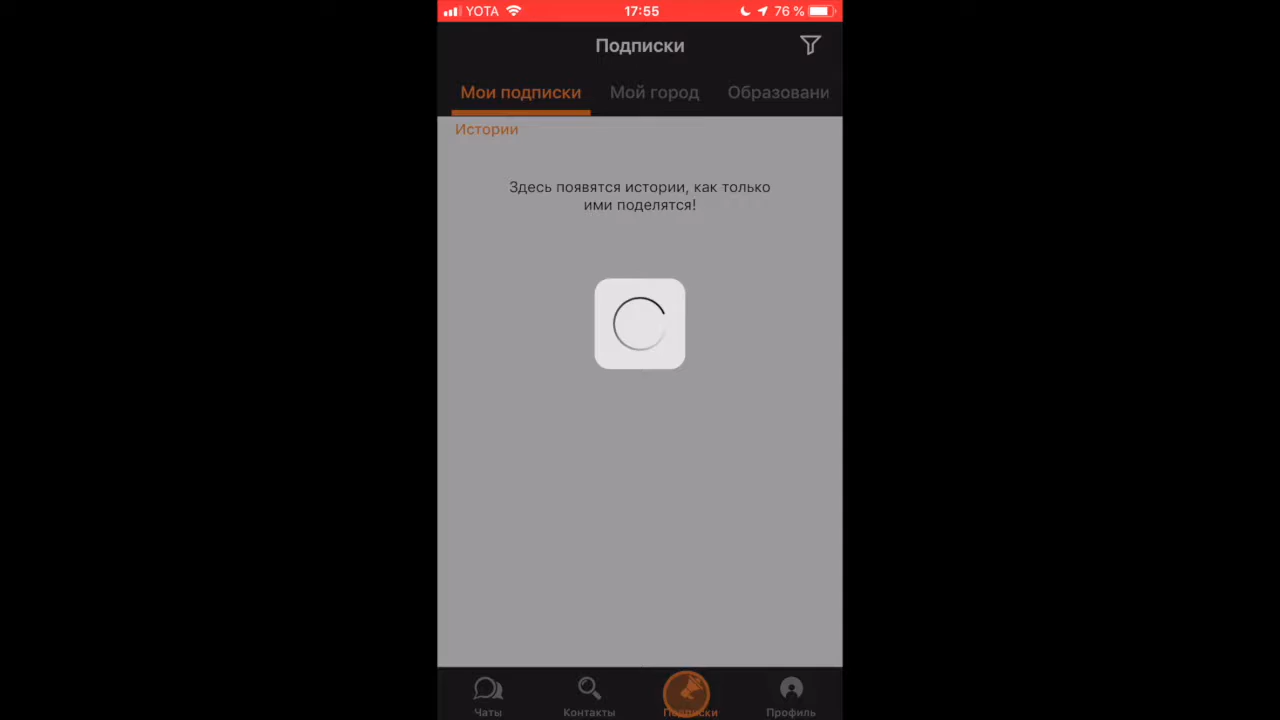 YOTA 17:55 76 %
Подписки
Мои подписки Мой город Образовани
Истории
Здесь появятся истории, как только
ими поделятся!
Чаты Контакты Подписки Профиль